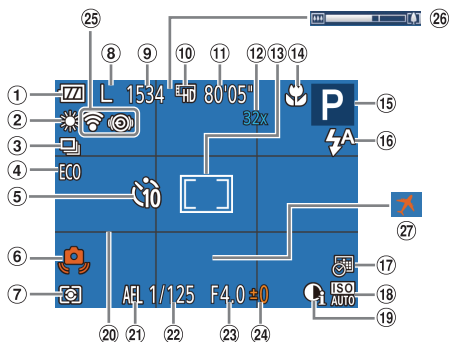 ㉕ ⑧ ⑨ ⑩ ⑪ ⑫ ⑬ ⑭ ㉖
① L 1534 HD 80'05" P ⑮
② 32x
③ A ⑯
④ ECO
⑤ 10 ㉗
⑥ ⑰
⑦ AEL 1/125 F4.0 ±0 i ISO AUTO ⑱
⑳ ㉑ ㉒ ㉓ ㉔ ⑲